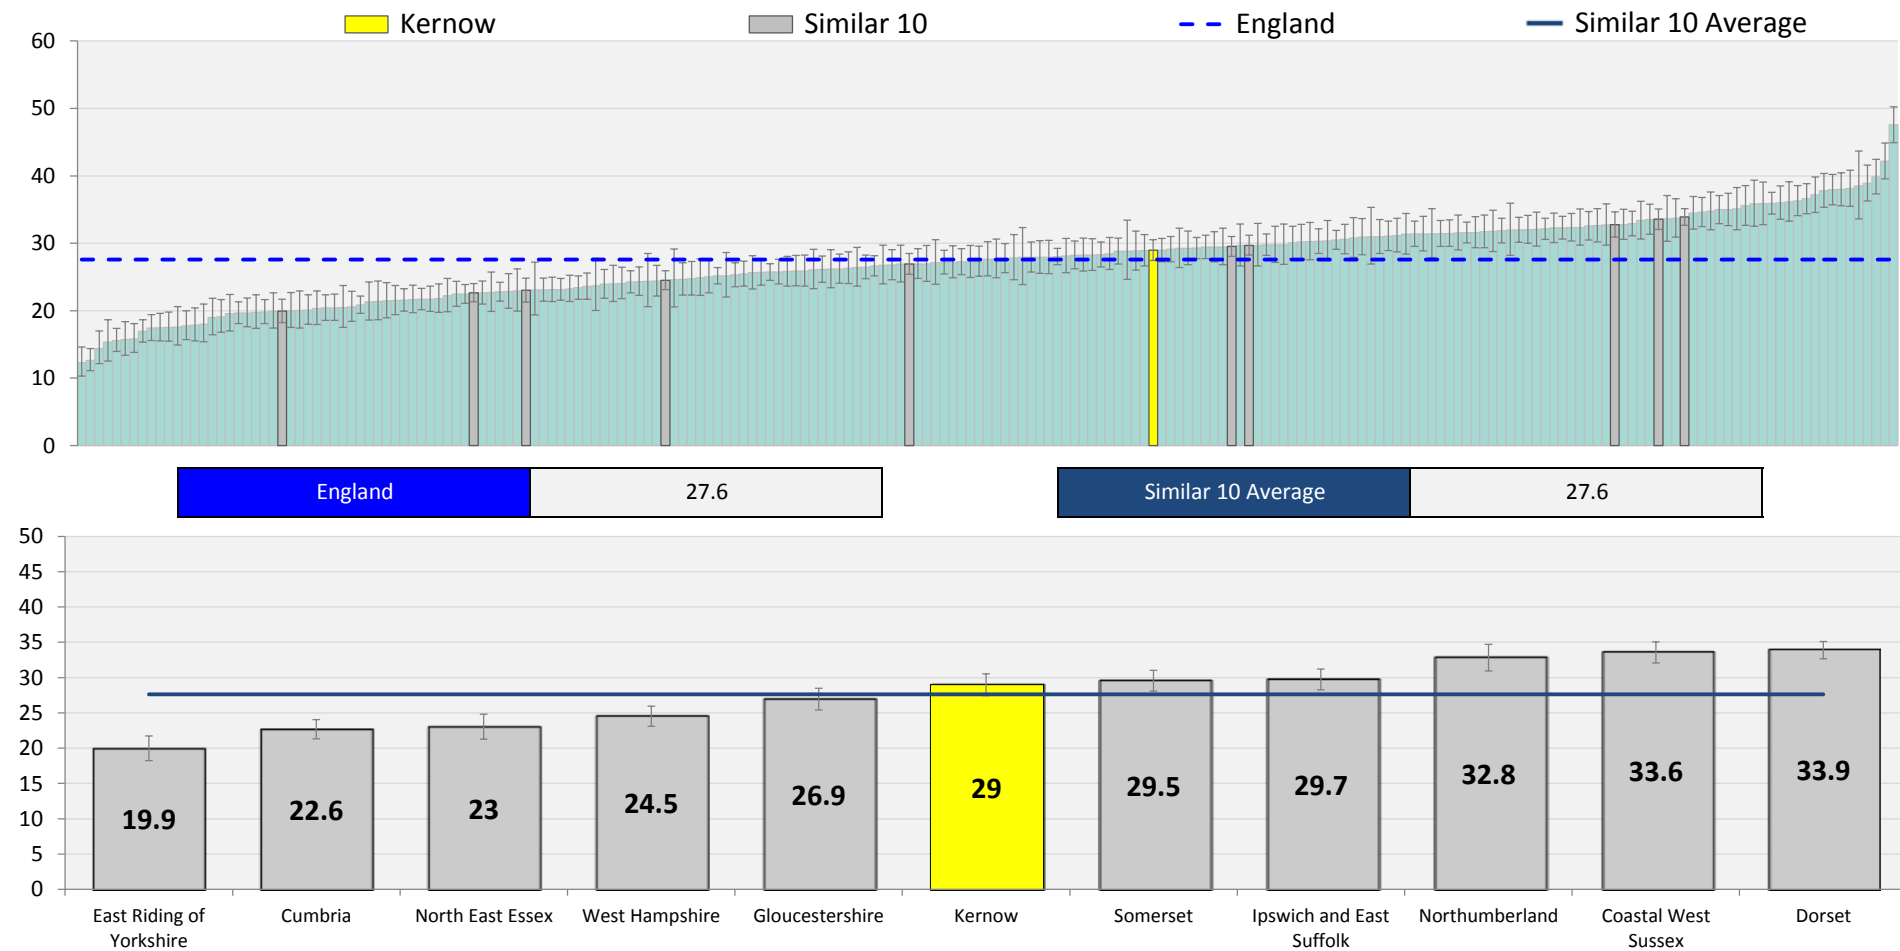 Kernow
Similar 10
England
Similar 10 Average
60
50
40
30
20
10
0
England
27.6
Similar 10 Average
27.6
50
45
40
35
30
25
20
15
10
5
0
19.9
22.6
23
24.5
26.9
29
29.5
29.7
32.8
33.6
33.9
East Riding of
Yorkshire
Cumbria
North East Essex
West Hampshire
Gloucestershire
Kernow
Somerset
Ipswich and East
Suffolk
Northumberland
Coastal West
Sussex
Dorset